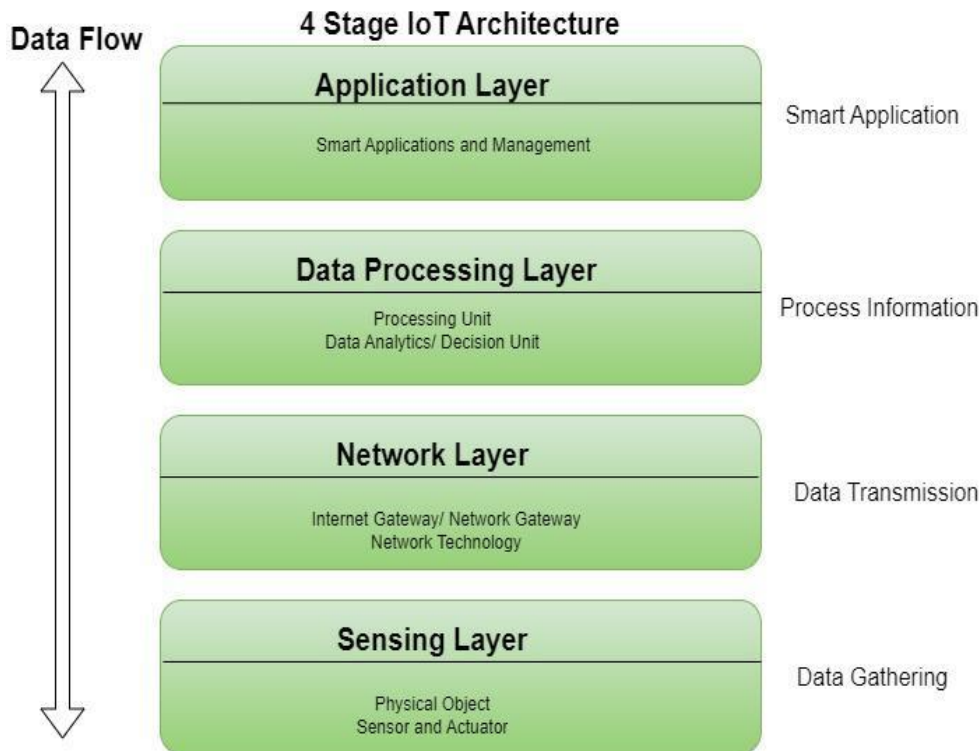 4 Stage IoT Architecture
Data Flow
Application Layer
Smart Applications and Management
Smart Application
Data Processing Layer
Processing Unit
Data Analytics/ Decision Unit
Process Information
Network Layer
Internet Gateway/ Network Gateway
Network Technology
Data Transmission
Sensing Layer
Physical Object
Sensor and Actuator
Data Gathering